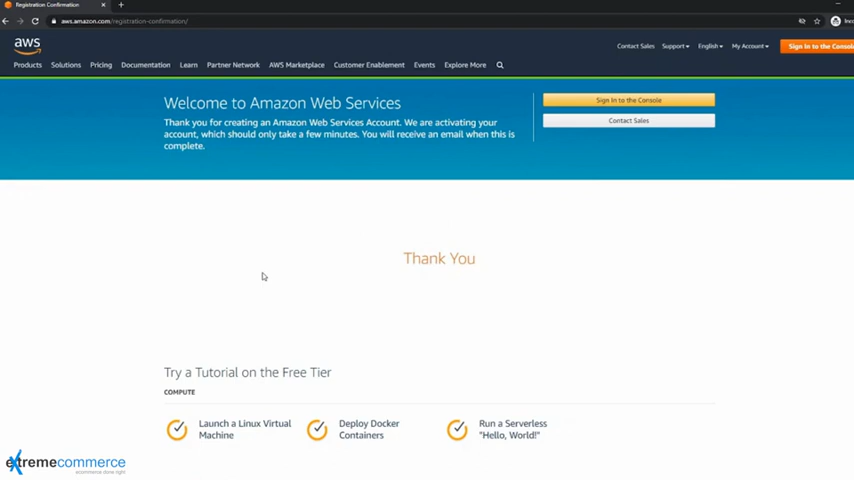 Registration Confirmation
aws.amazon.com/registration-confirmation/
aws
Contact Sales Support English My Account Sign In to the Console
Products Solutions Pricing Documentation Learn Partner Network AWS Marketplace Customer Enablement Events Explore More
Welcome to Amazon Web Services
Thank you for creating an Amazon Web Services Account. We are activating your
account, which should only take a few minutes. You will receive an email when this is
complete.
Sign In to the Console
Contact Sales
Thank You
Try a Tutorial on the Free Tier
COMPUTE
Launch a Linux Virtual
Machine
Deploy Docker
Containers
Run a Serverless
"Hello, World!"
extremecommerce
ecommerce done right